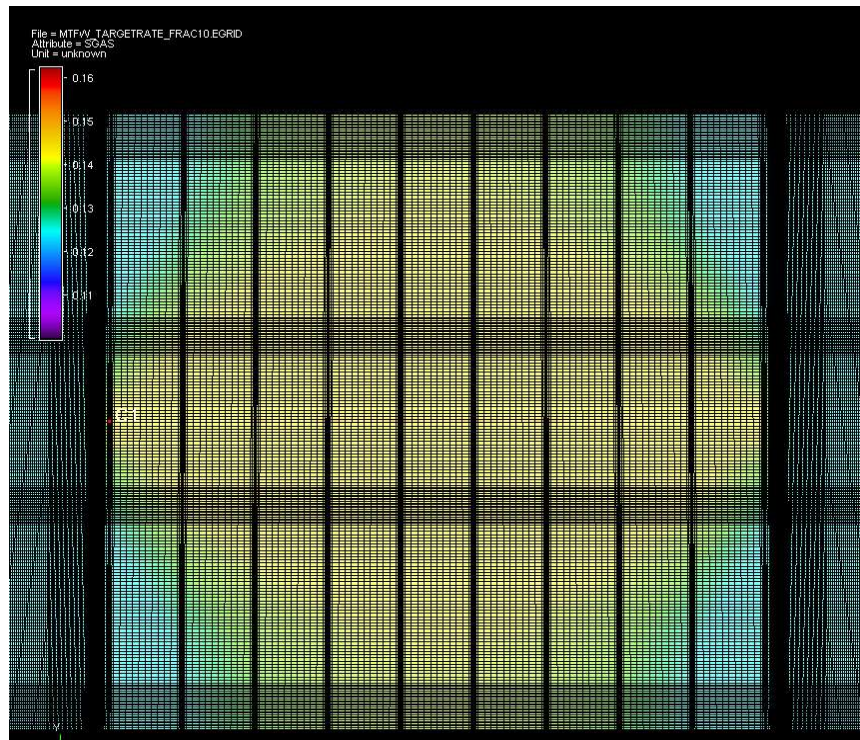 File = MTFW_TARGETRATE_FRAC10.EGRID
Attribute = SGAS
Unit = unknown
0.16
0.15
0.14
0.13
0.12
0.11
G1
Y